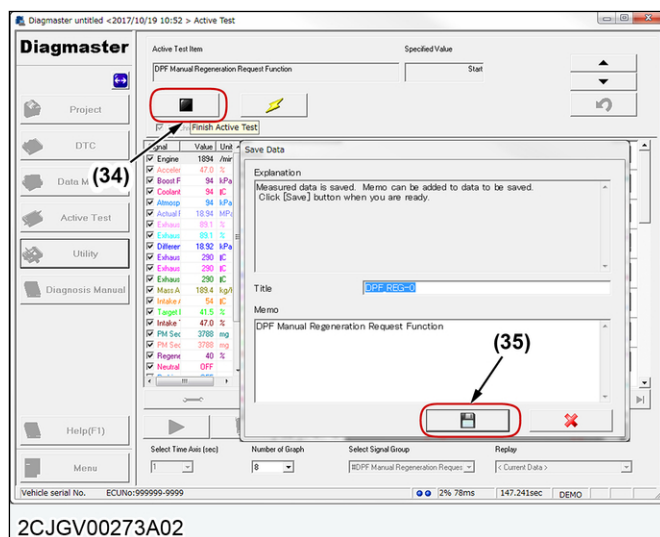 Diagmaster untitled <2017/10/19 10:52 > Active Test
Diagmaster
Active Test Item
Specified Value
DPF Manual Regeneration Request Function
Start
Project
Finish Active Test
(34)
DTC
Data M
Active Test
Utility
Diagnosis Manual
Help(F1)
Menu
Signal Value Unit
Engine 1894 /min
Acceler 47.0 %
Boost F 94 kPa
Coolant 94 ℃
Atmosp 94 kPa
Actual F 18.94 MPa
Exhaus 89.1 %
Exhaus 89.1 %
Differer 18.92 kPa
Exhaus 290 ℃
Exhaus 290 ℃
Exhaus 290 ℃
Mass A 189.4 kg/h
Intake A 54 ℃
Target I 41.5 %
Intake T 47.0 %
PM Sec 3788 mg
PM Sec 3788 mg
Regene 40 %
Neutral OFF
Save Data
Explanation
Measured data is saved. Memo can be added to data to be saved.
Click [Save] button when you are ready.
Title
DPF REG-0
Memo
DPF Manual Regeneration Request Function
(35)
Select Time Axis (sec)
Number of Graph
Select Signal Group
Replay
1
8
#DPF Manual Regeneration Reques
< Current Data >
Vehicle serial No. ECUNo:999999-9999
2% 78ms
147.241sec
DEMO
2CJGV00273A02